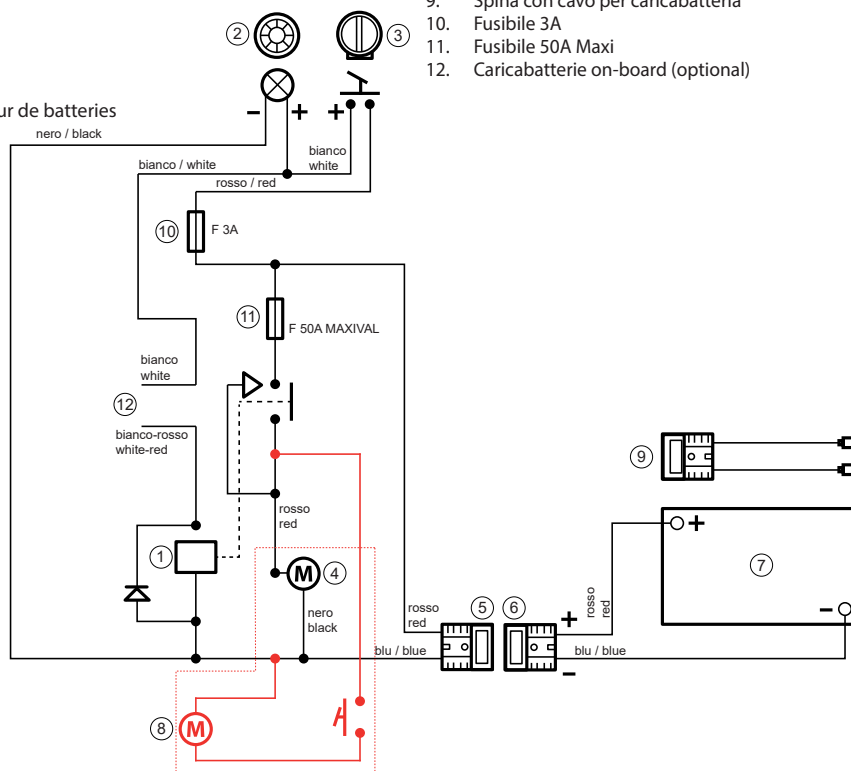 9. Spina con cavo per caricabatteria
10. Fusibile 3A
11. Fusibile 50A Maxi
12. Caricabatterie on-board (optional)
2
3
ur de batteries
nero / black
− +
+
bianco / white
bianco
white
rosso / red
10
F 3A
11
F 50A MAXIVAL
bianco
white
12
bianco-rosso
white-red
9
rosso
red
1
M
4
nero
black
rosso
red
5
6
+
rosso
red
+
7
−
blu / blue
blu / blue
−
8
M